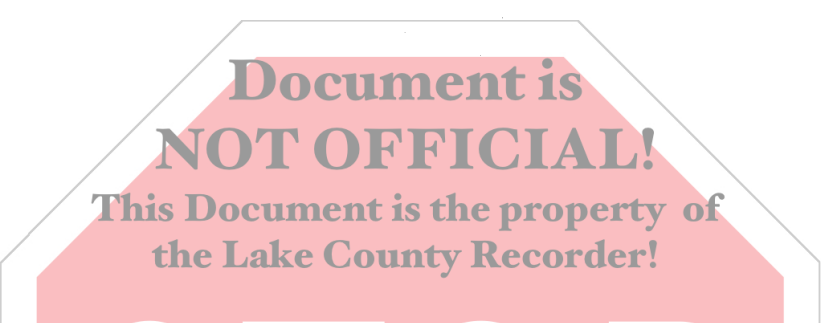 Document is
NOT OFFICIAL!
This Document is the property of
the Lake County Recorder!